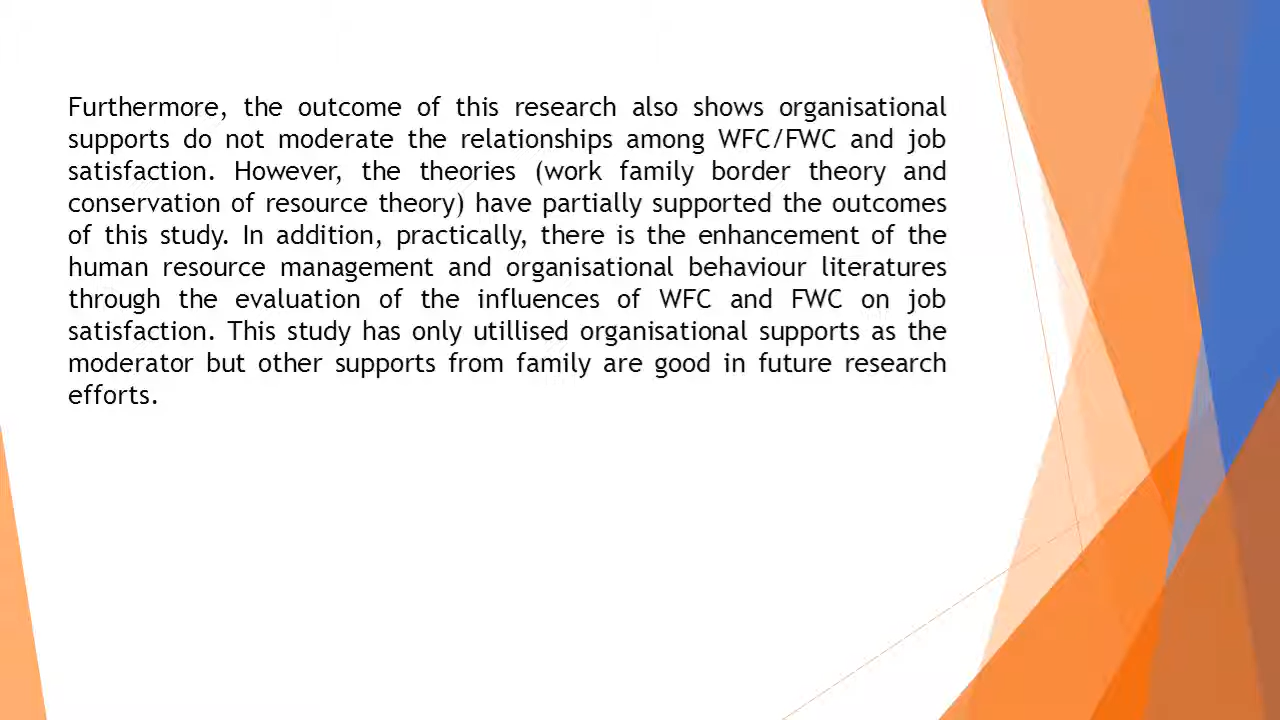 Furthermore, the outcome of this research also shows organisational
supports do not moderate the relationships among WFC/FWC and job
satisfaction. However, the theories (work family border theory and
conservation of resource theory) have partially supported the outcomes
of this study. In addition, practically, there is the enhancement of the
human resource management and organisational behaviour literatures
through the evaluation of the influences of WFC and FWC on job
satisfaction. This study has only utillised organisational supports as the
moderator but other supports from family are good in future research
efforts.